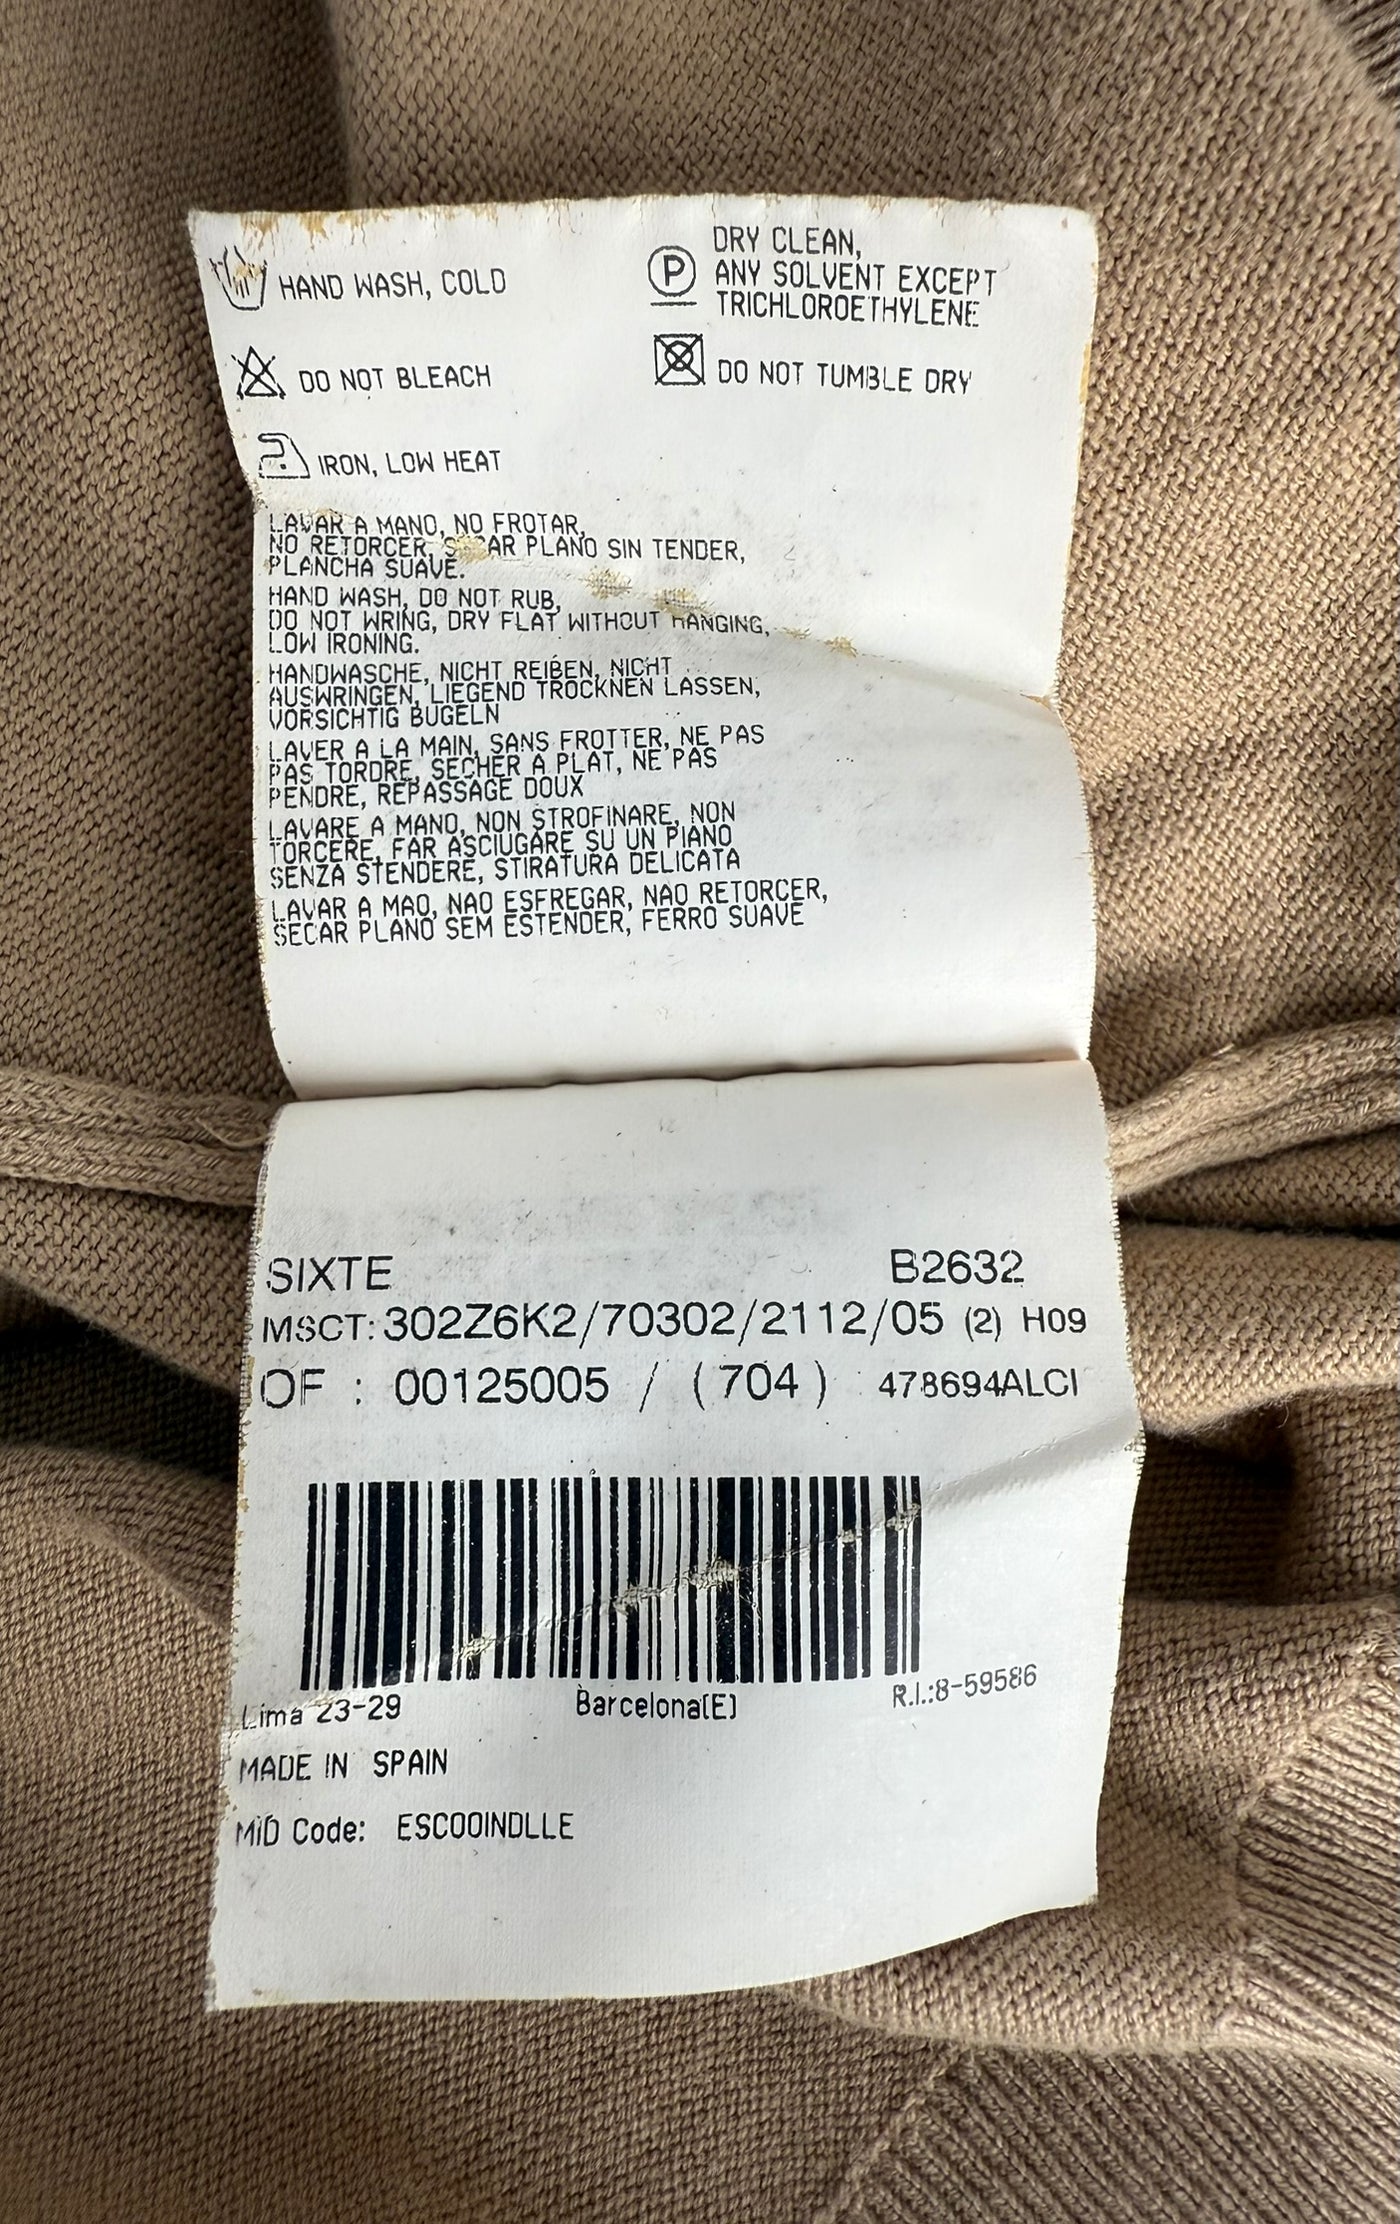 HAND WASH, COLD
P
DRY CLEAN,
ANY SOLVENT EXCEPT
TRICHLOROETHYLENE
DO NOT BLEACH
DO NOT TUMBLE DRY
IRON, LOW HEAT
LAVAR A MANO, NO FROTAR,
NO RETORCER, SECAR PLANO SIN TENDER,
PLANCHA SUAVE.
HAND WASH, DO NOT RUB,
DO NOT WRING, DRY FLAT WITHOUT HANGING,
LOW IRONING.
HANDWASCHE, NICHT REIBEN, NICHT
AUSWRINGEN, LIEGEND TROCKNEN LASSEN,
VORSICHTIG BUGELN
LAVER A LA MAIN, SANS FROTTER, NE PAS
PAS TORDRE, SECHER A PLAT, NE PAS
PENDRE, REPASSAGE DOUX
LAVARE A MANO, NON STROFINARE, NON
TORCERE, FAR ASCIUGARE SU UN PIANO
SENZA STENDERE, STIRATURA DELICATA
LAVAR A MAO, NAO ESFREGAR, NAO RETORCER,
SECAR PLANO SEM ESTENDER, FERRO SUAVE
SIXTE B2632
MSCT: 302Z6K2/70302/2112/05 (2) H09
OF : 00125005 / (704) 478694ALCI
Lima 23-29 Barcelona(E) R.I.:8-59586
MADE IN SPAIN
MID Code: ESCOOINDLLE